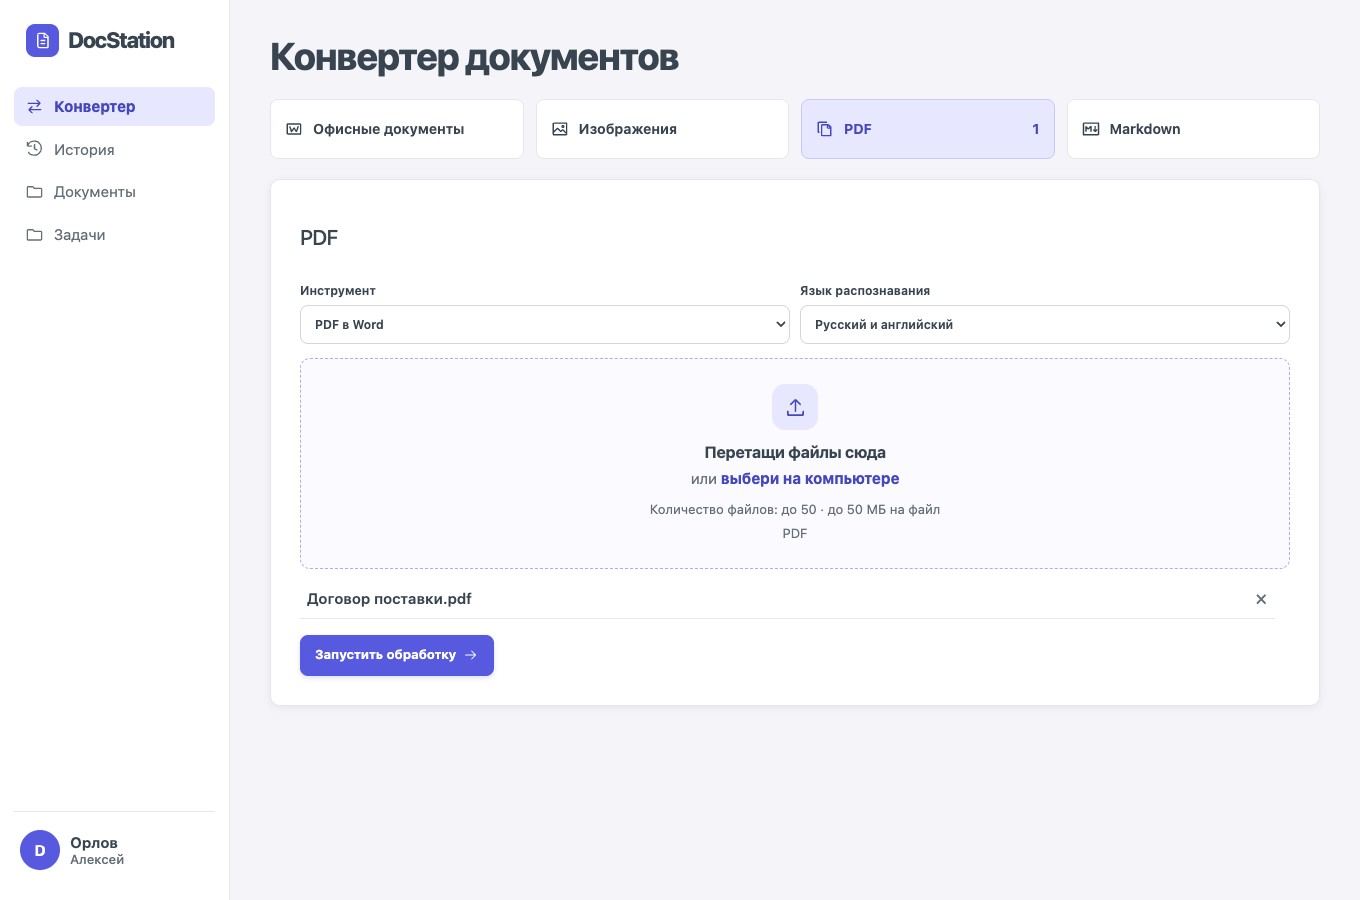 DocStation
Конвертер
История
Документы
Задачи
Орлов
Алексей
D
Конвертер документов
Офисные документы
Изображения
PDF
1
Markdown
PDF
Инструмент
Язык распознавания
PDF в Word
Русский и английский
Перетащи файлы сюда
или выбери на компьютере
Количество файлов: до 50 · до 50 МБ на файл
PDF
Договор поставки.pdf
Запустить обработку